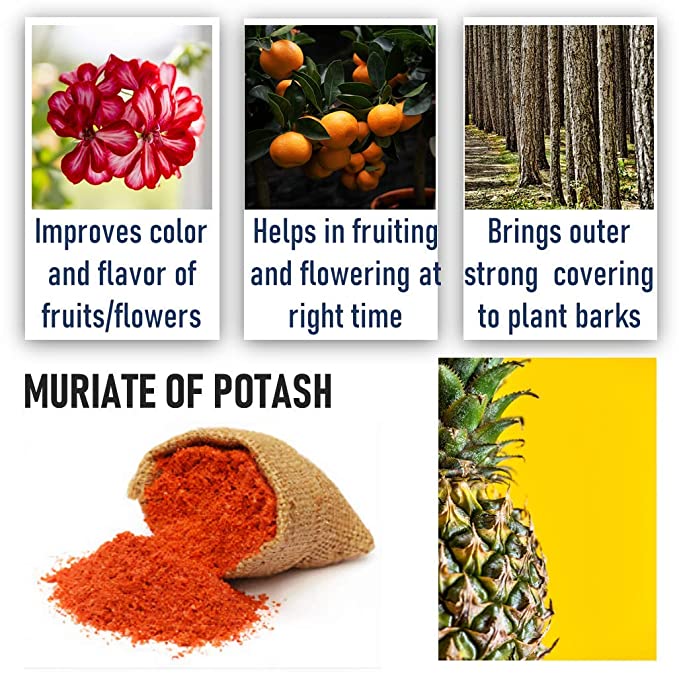 Improves color
and flavor of
fruits/flowers
Helps in fruiting
and flowering at
right time
Brings outer
strong covering
to plant barks
MURIATE OF POTASH